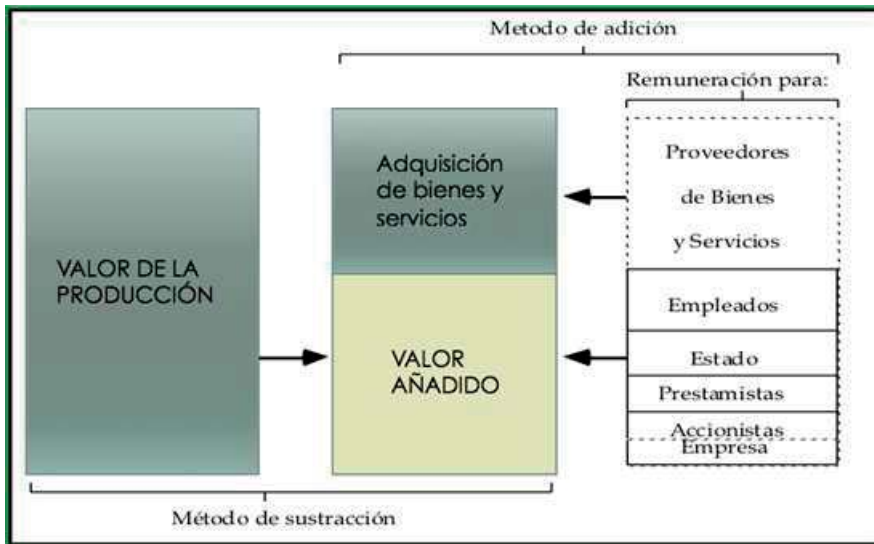 Metodo de adición
Remuneración para:
Proveedores
de Bienes
y Servicios
Adquisición
de bienes y
servicios
VALOR DE LA
PRODUCCIÓN
Empleados
VALOR
AÑADIDO
Estado
Prestamistas
Accionistas
Empresa
Método de sustracción